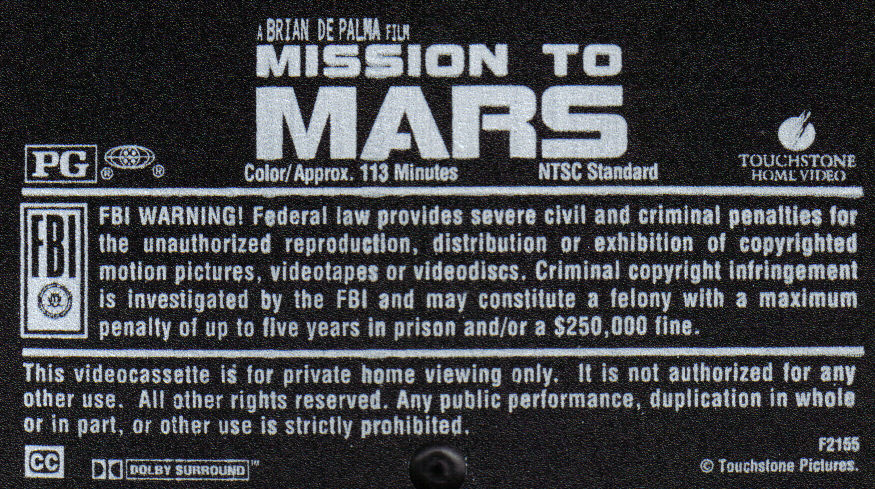 A BRIAN DE PALMA FILM
MISSION TO
MARS
PG ® ®
Color/Approx. 113 Minutes NTSC Standard
TOUCHSTONE
HOME VIDEO
FBI
FBI WARNING! Federal law provides severe civil and criminal penalties for
the unauthorized reproduction, distribution or exhibition of copyrighted
motion pictures, videotapes or videodiscs. Criminal copyright infringement
is investigated by the FBI and may constitute a felony with a maximum
penalty of up to five years in prison and/or a $250,000 fine.
This videocassette is for private home viewing only. It is not authorized for any
other use. All other rights reserved. Any public performance, duplication in whole
or in part, or other use is strictly prohibited.
F2155
CC DOLBY SURROUND™ © Touchstone Pictures.